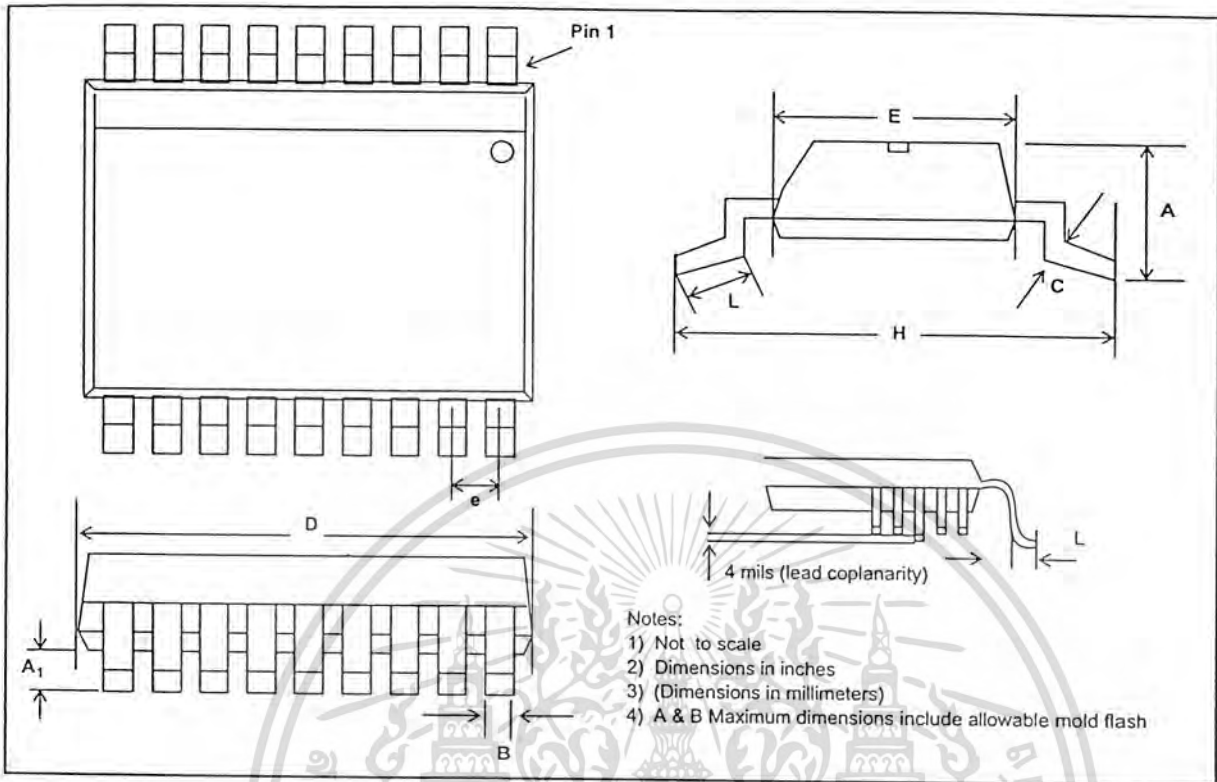 Pin 1
E
A
L
C
H
e
D
L
4 mils (lead coplanarity)
A1
B
Notes:
1) Not to scale
2) Dimensions in inches
3) (Dimensions in millimeters)
4) A & B Maximum dimensions include allowable mold flash